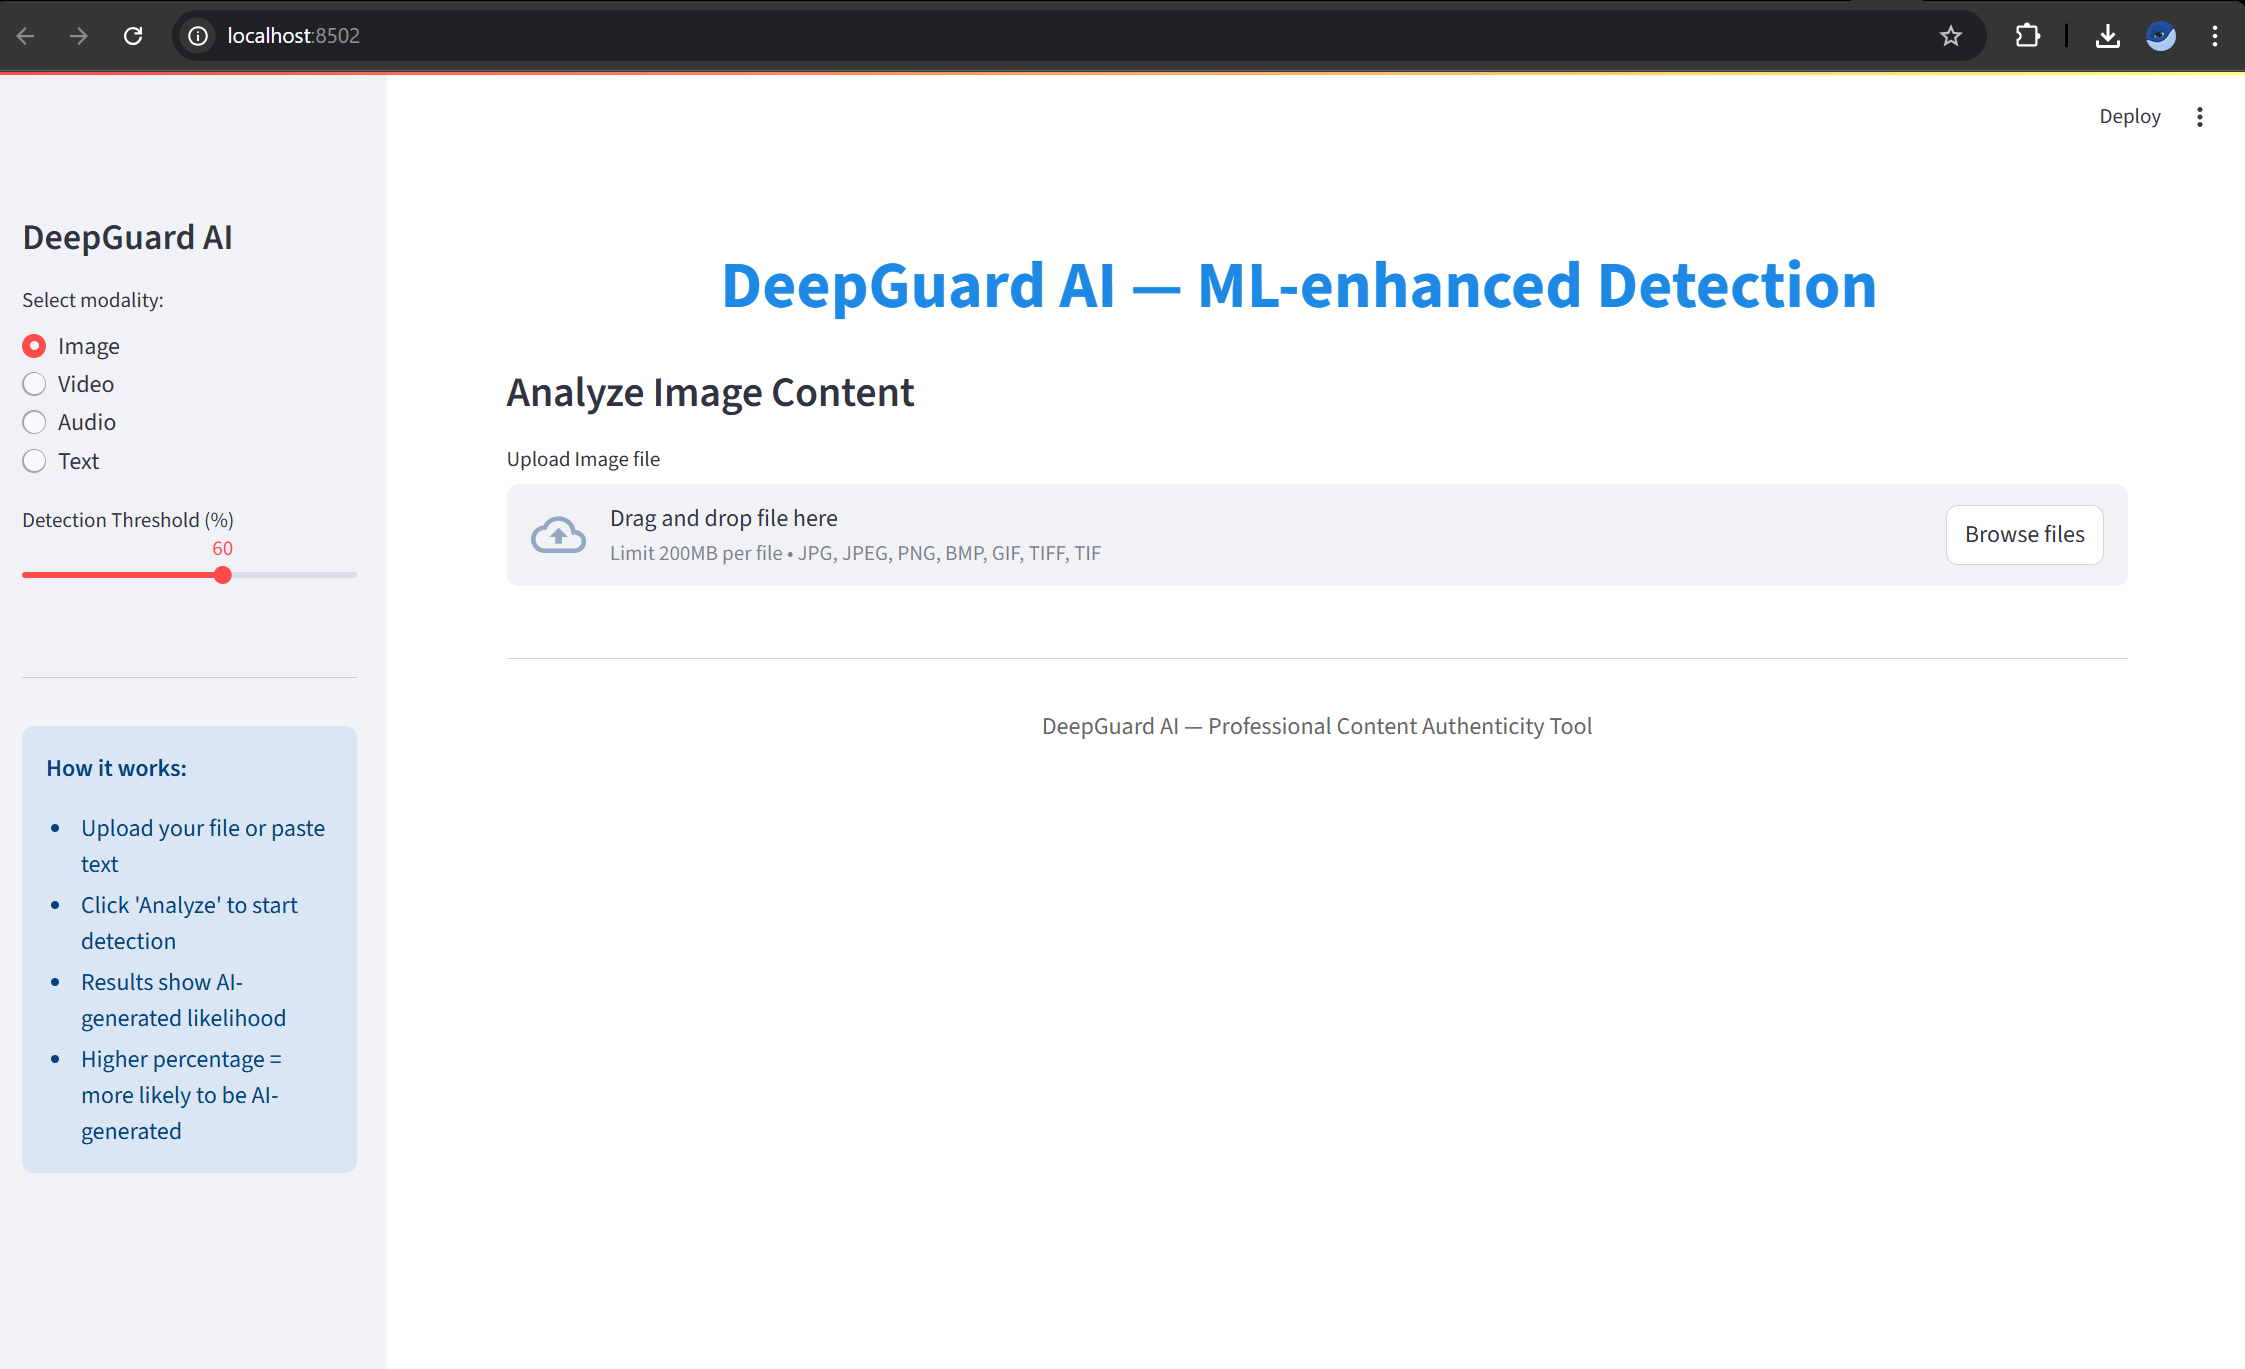 localhost:8502
Deploy
DeepGuard AI
Select modality:
Image
Video
Audio
Text
Detection Threshold (%)
60
How it works:
• Upload your file or paste
text
• Click 'Analyze' to start
detection
• Results show AI-
generated likelihood
• Higher percentage =
more likely to be AI-
generated
DeepGuard AI — ML-enhanced Detection
Analyze Image Content
Upload Image file
Drag and drop file here
Limit 200MB per file • JPG, JPEG, PNG, BMP, GIF, TIFF, TIF
Browse files
DeepGuard AI — Professional Content Authenticity Tool